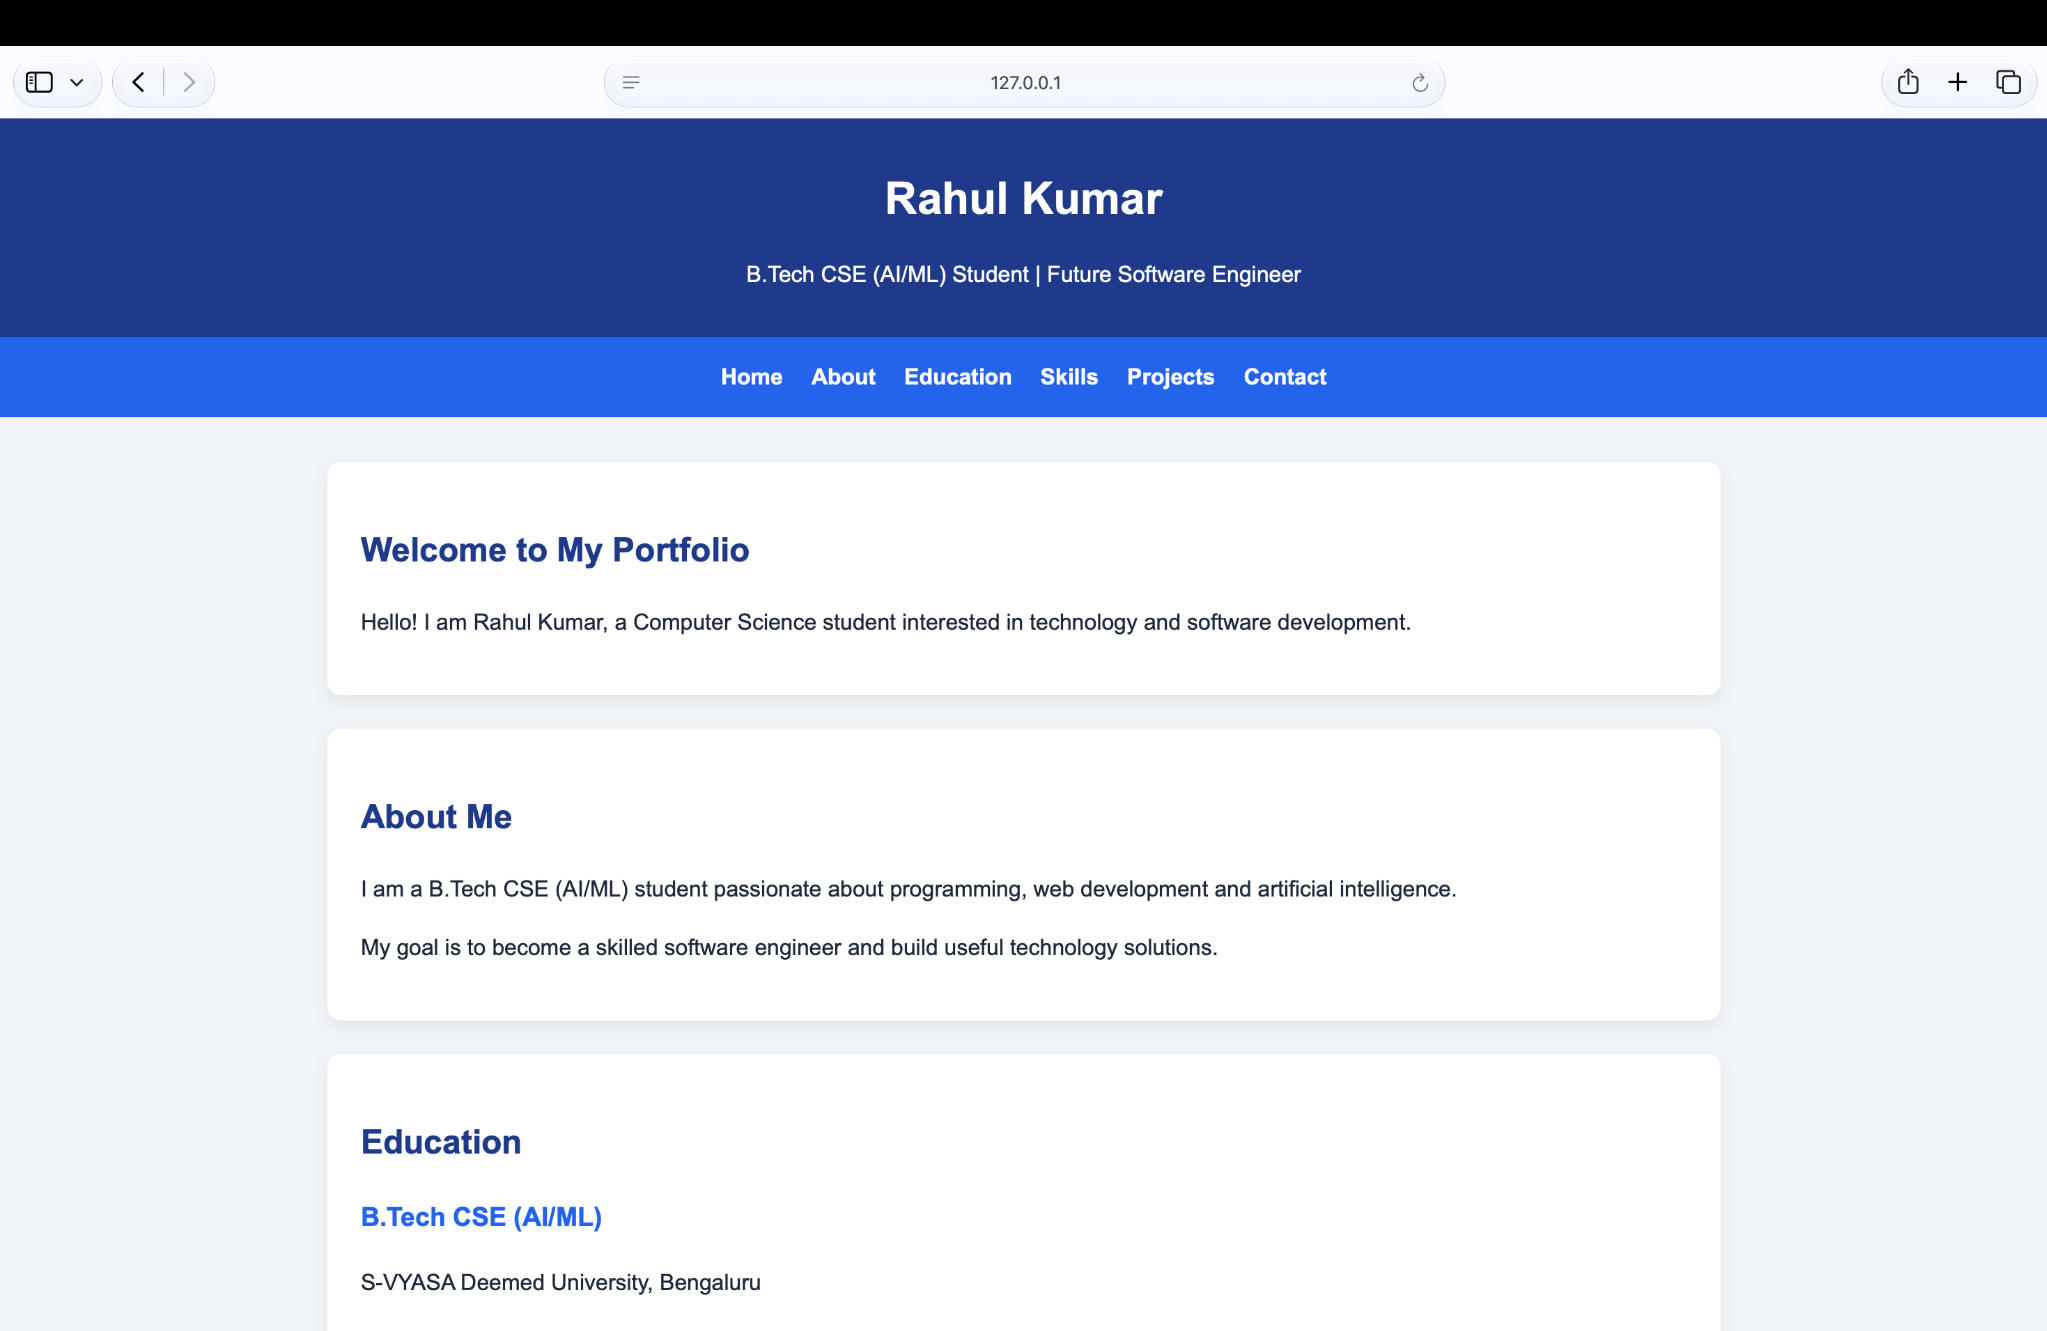 127.0.0.1
Rahul Kumar
B.Tech CSE (AI/ML) Student | Future Software Engineer
Home About Education Skills Projects Contact
Welcome to My Portfolio
Hello! I am Rahul Kumar, a Computer Science student interested in technology and software development.
About Me
I am a B.Tech CSE (AI/ML) student passionate about programming, web development and artificial intelligence.
My goal is to become a skilled software engineer and build useful technology solutions.
Education
B.Tech CSE (AI/ML)
S-VYASA Deemed University, Bengaluru